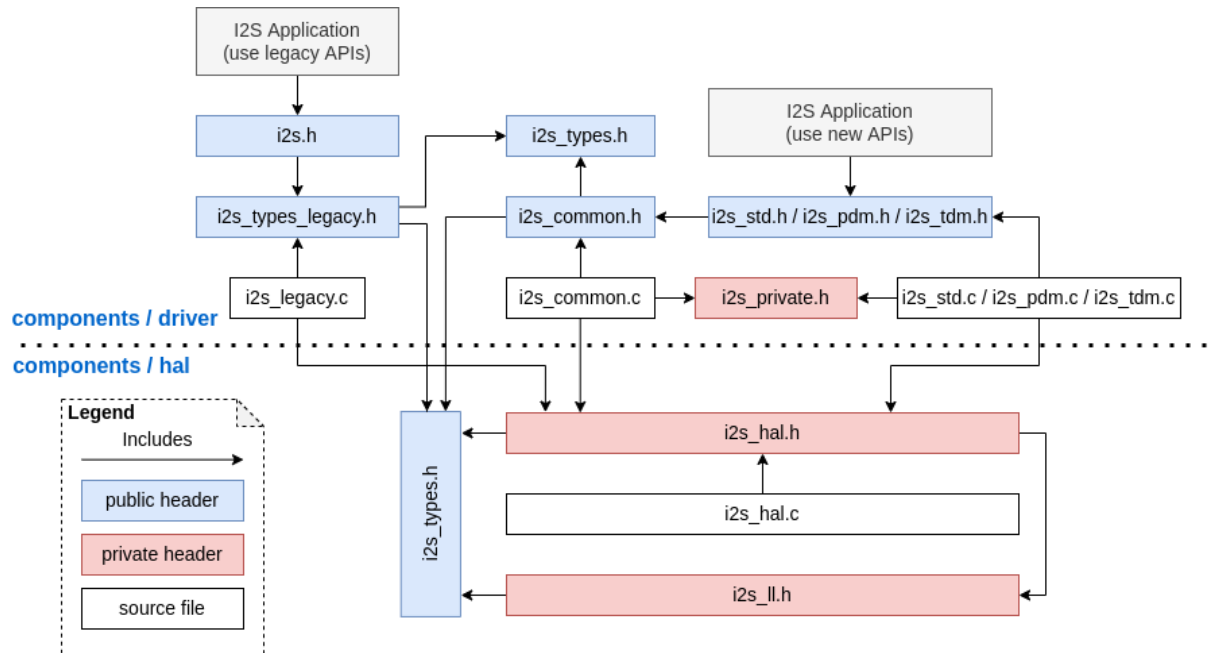 I2S Application
(use legacy APIs)
i2s.h
i2s_types.h
I2S Application
(use new APIs)
i2s_types_legacy.h
i2s_common.h
i2s_std.h / i2s_pdm.h / i2s_tdm.h
i2s_legacy.c
i2s_common.c
i2s_private.h
i2s_std.c / i2s_pdm.c / i2s_tdm.c
components / driver
components / hal
Legend
Includes
public header
private header
source file
i2s_types.h
i2s_hal.h
i2s_hal.c
i2s_ll.h